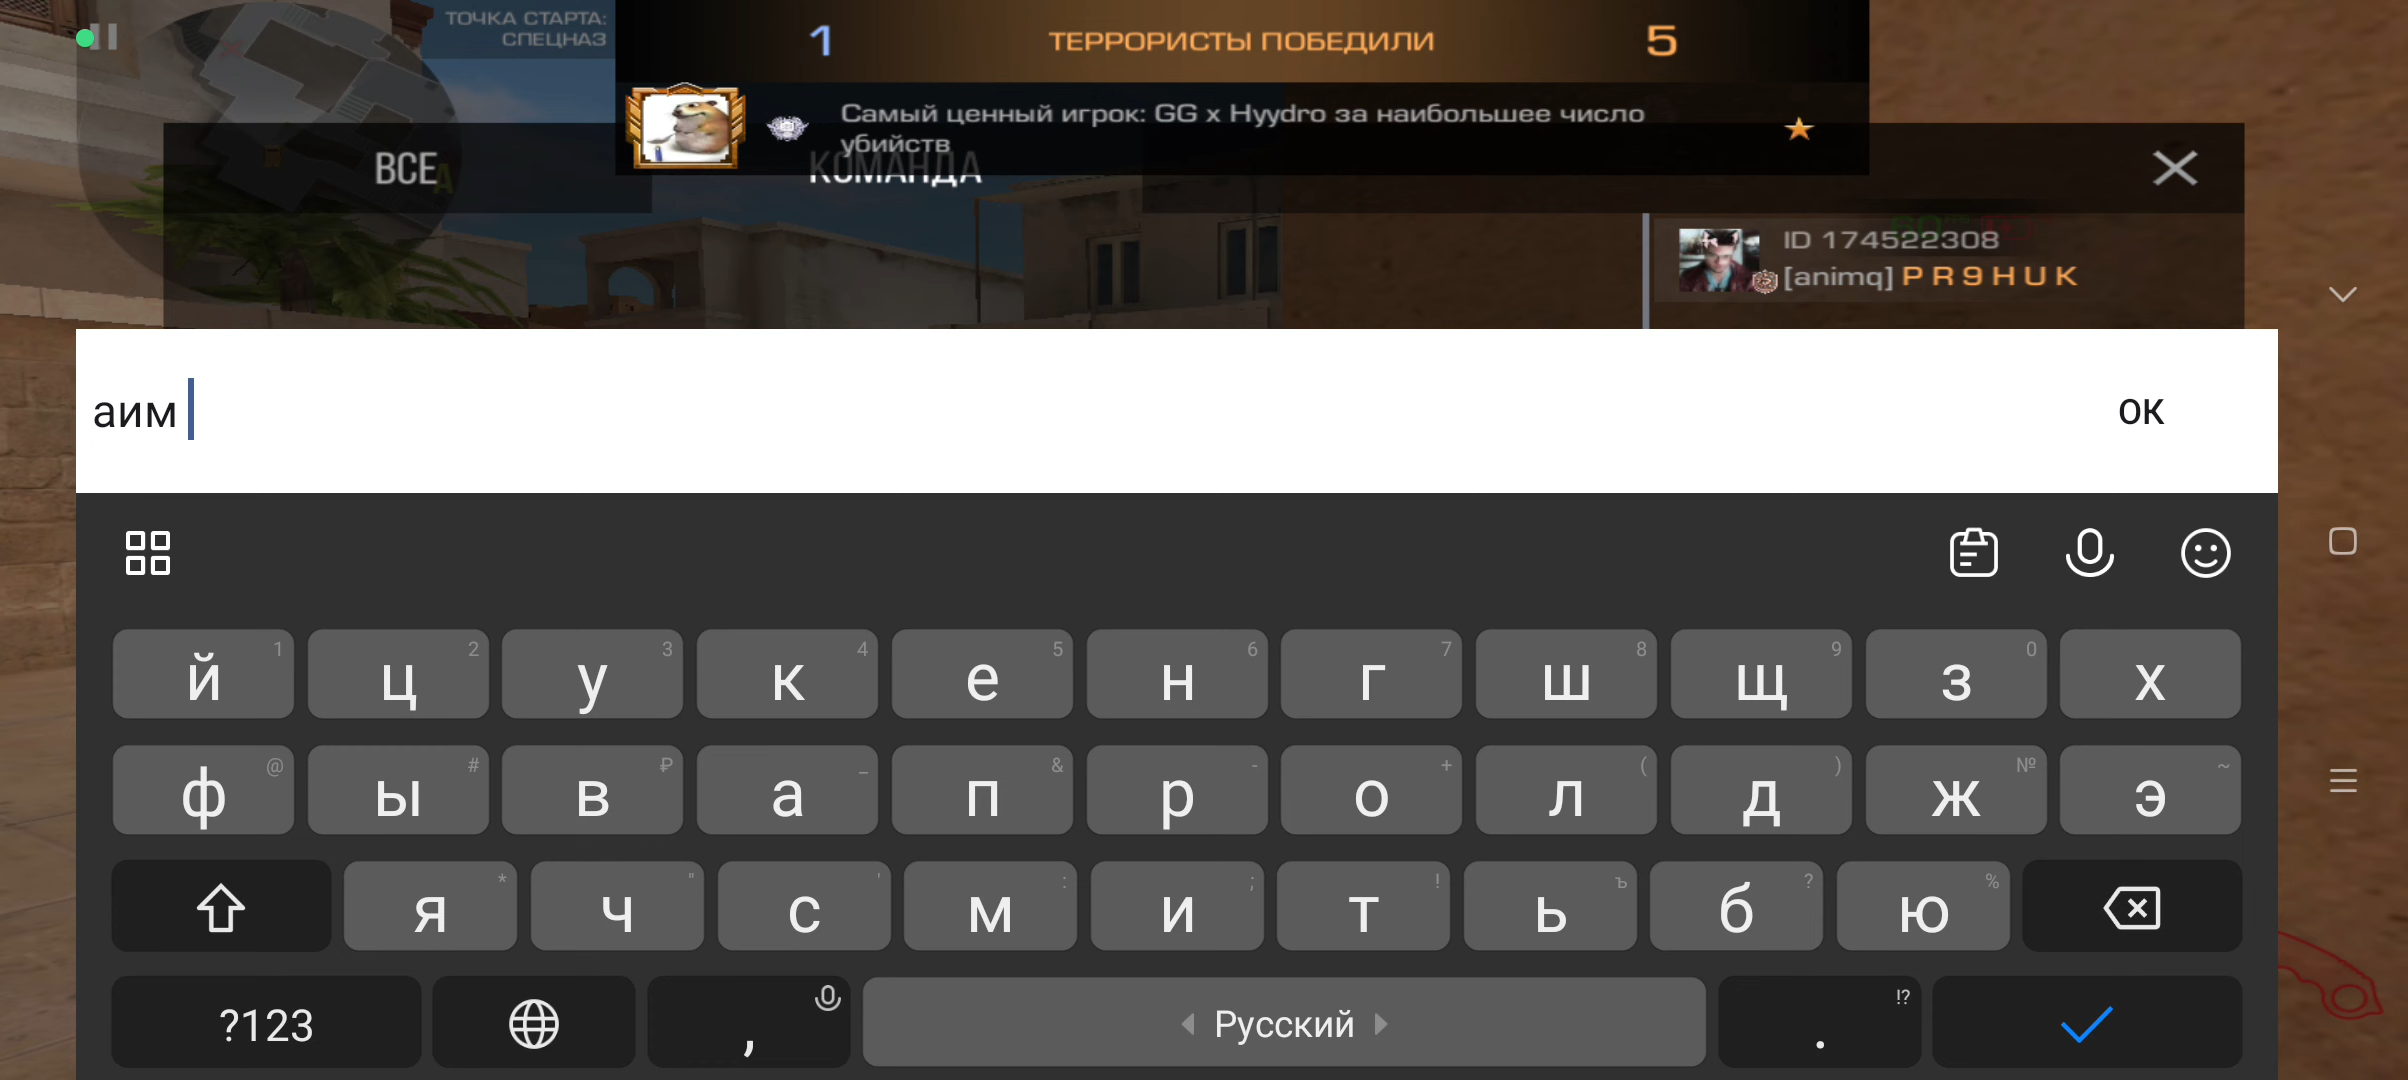 ТОЧКА СТАРТА:
СПЕЦНАЗ
1 ТЕРРОРИСТЫ ПОБЕДИЛИ 5
Самый ценный игрок: GG x Hyydro за наибольшее число
убийств
ВСЕ
КОМАНДА
ID 174522308
[animq] P R 9 H U K
аим
ОК
й 1 ц 2 у 3 к 4 е 5 н 6 г 7 ш 8 щ 9 з 0 х
ф @ ы # в ₽ а _ п & р - о + л ( д ) ж № э ~
я * ч " с ' м : и ; т ! ь ъ б ? ю %
?123 , Русский . !?